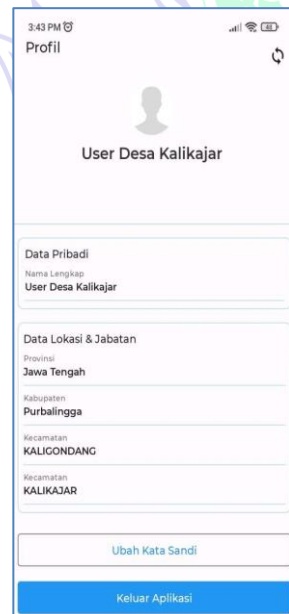 3:43 PM
Profil
User Desa Kalikajar
Data Pribadi
Nama Lengkap
User Desa Kalikajar
Data Lokasi & Jabatan
Provinsi
Jawa Tengah
Kabupaten
Purbalingga
Kecamatan
KALIGONDANG
Kecamatan
KALIKAJAR
Ubah Kata Sandi
Keluar Aplikasi